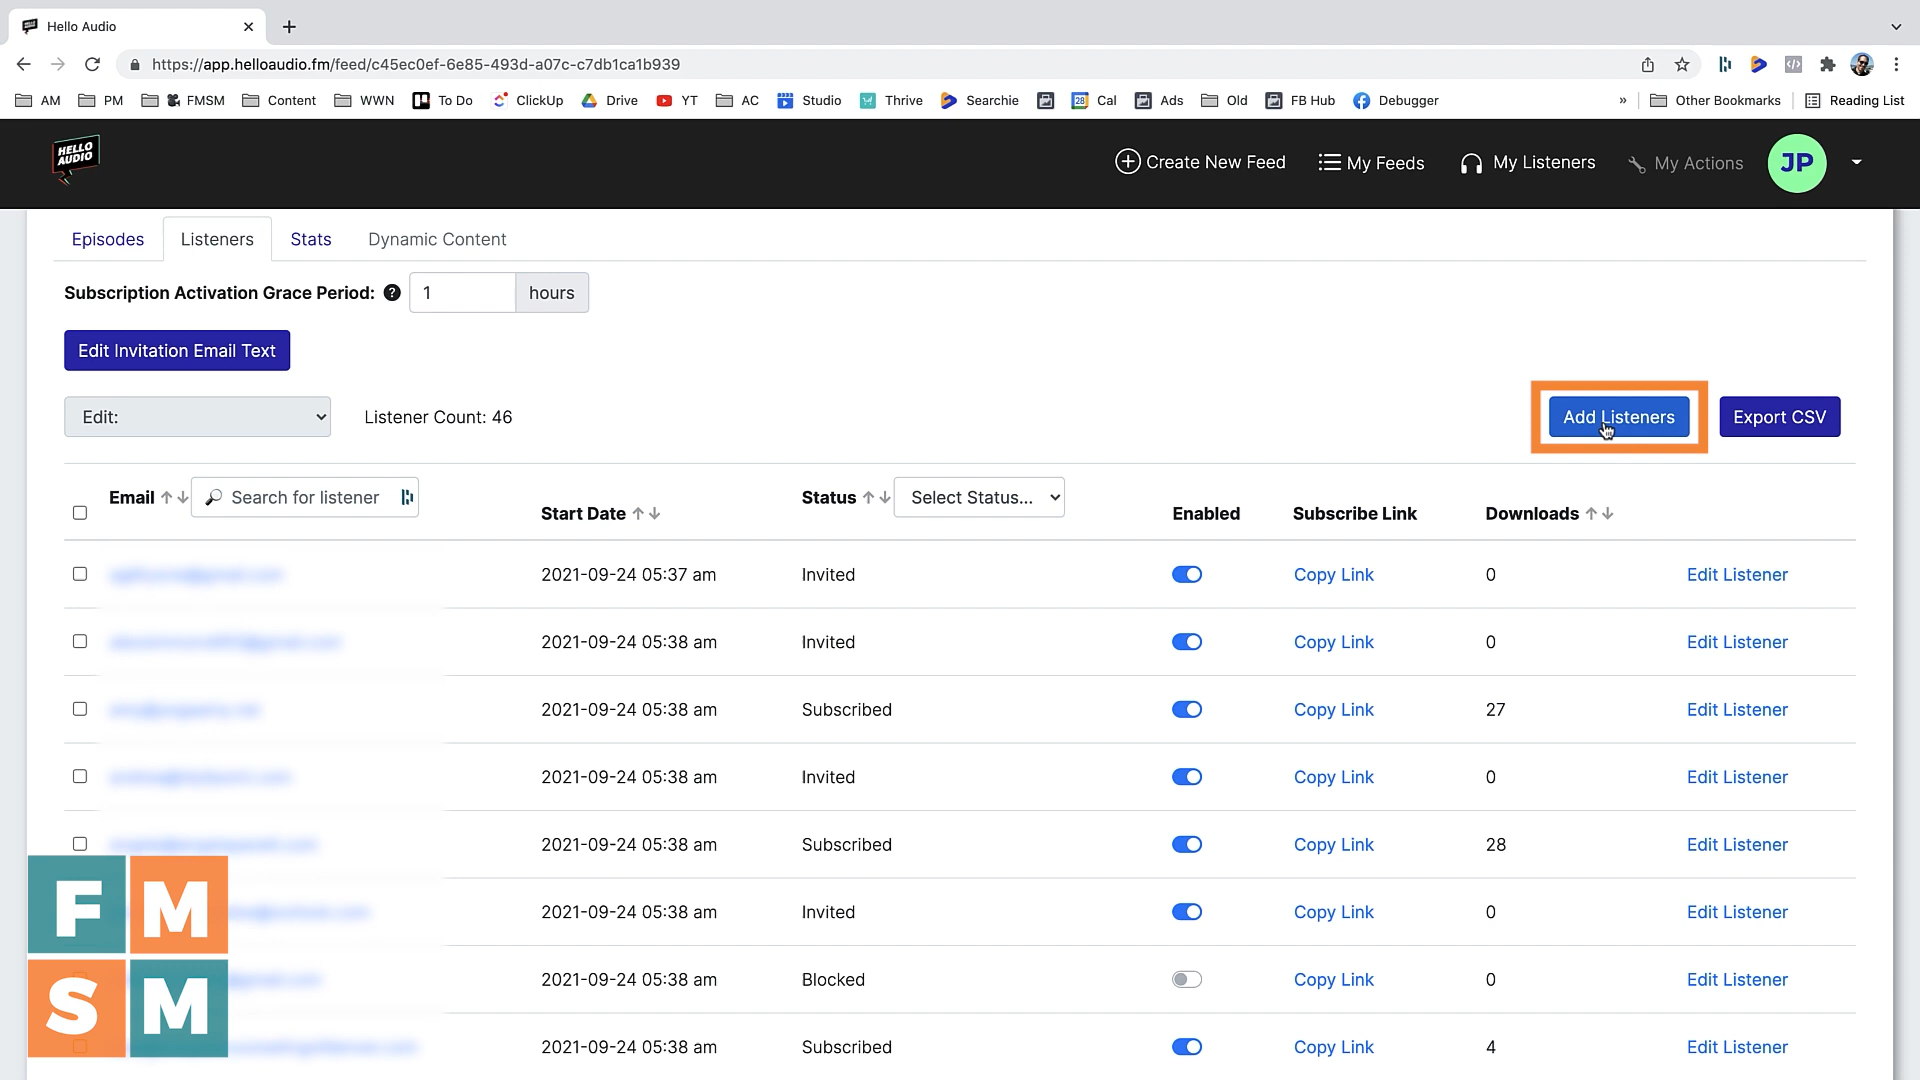 Hello Audio
https://app.helloaudio.fm/feed/c45ec0ef-6e85-493d-a07c-c7db1ca1b939
AM PM FMSM Content WWN To Do ClickUp Drive YT AC Studio Thrive Searchie 28 Cal Ads Old FB Hub Debugger » Other Bookmarks Reading List
HELLO AUDIO
Create New Feed My Feeds My Listeners My Actions JP
Episodes Listeners Stats Dynamic Content
Subscription Activation Grace Period: ? 1 hours
Edit Invitation Email Text
Edit: Listener Count: 46 Add Listeners Export CSV
Email Search for listener Start Date Status Select Status... Enabled Subscribe Link Downloads
2021-09-24 05:37 am Invited Copy Link 0 Edit Listener
2021-09-24 05:38 am Invited Copy Link 0 Edit Listener
2021-09-24 05:38 am Subscribed Copy Link 27 Edit Listener
2021-09-24 05:38 am Invited Copy Link 0 Edit Listener
2021-09-24 05:38 am Subscribed Copy Link 28 Edit Listener
2021-09-24 05:38 am Invited Copy Link 0 Edit Listener
2021-09-24 05:38 am Blocked Copy Link 0 Edit Listener
2021-09-24 05:38 am Subscribed Copy Link 4 Edit Listener
FM
SM